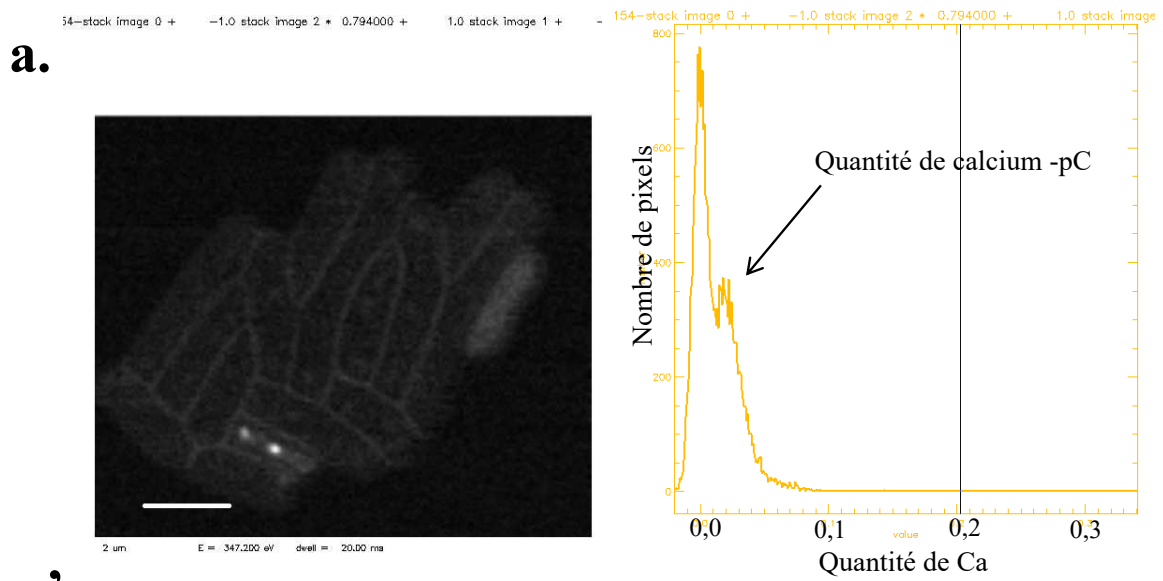 54-stack image 0 + -1.0 stack image 2 * 0.794000 + 1.0 stack image 1 + -
a.
2 um E = 347.200 eV dwell = 20.00 ms
,
154-stack image 0 + -1.0 stack image 2 * 0.794000 + 1.0 stack image
800
600
400
200
0
Nombre de pixels
Quantité de calcium -pC
0,0 0,1 0,2 0,3
value
Quantité de Ca